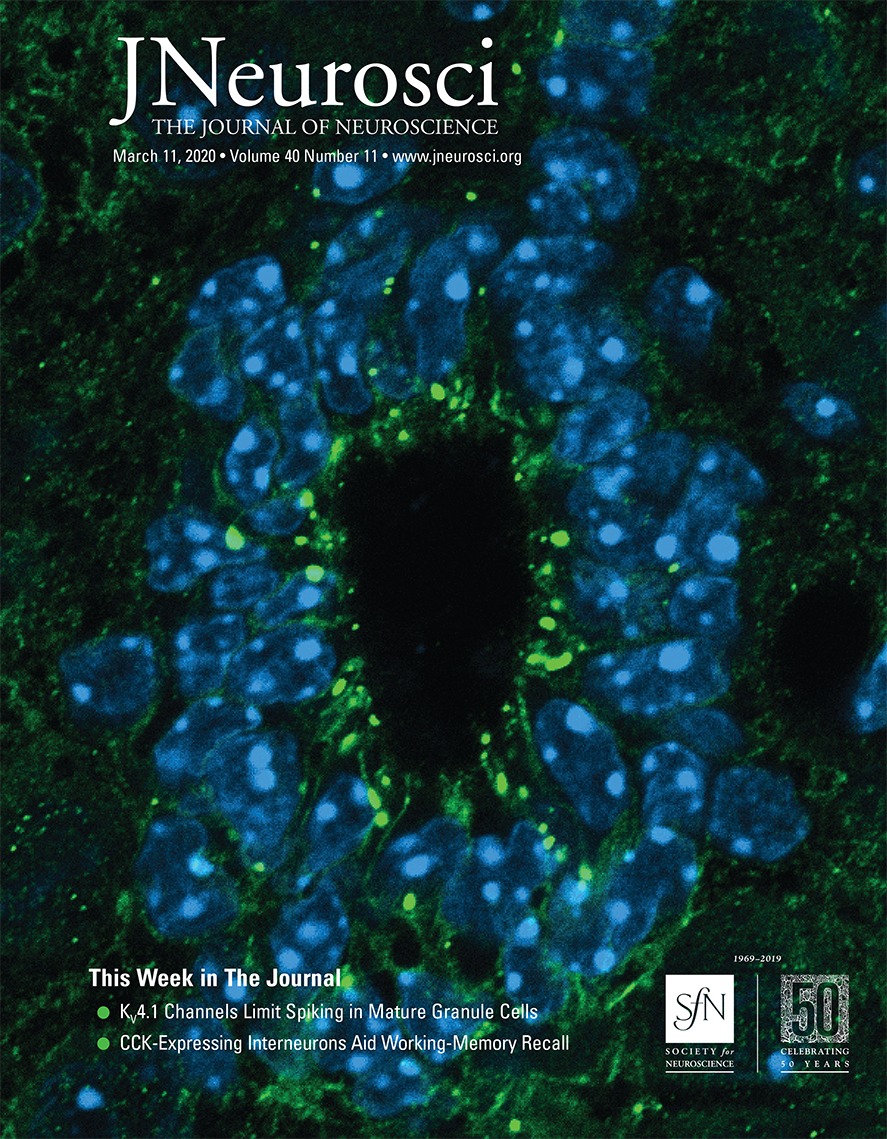 JNeurosci
THE JOURNAL OF NEUROSCIENCE
March 11, 2020 • Volume 40 Number 11 • www.jneurosci.org
This Week in The Journal
● KV4.1 Channels Limit Spiking in Mature Granule Cells
● CCK-Expressing Interneurons Aid Working-Memory Recall
1969–2019
SfN
SOCIETY for
NEUROSCIENCE
50
CELEBRATING
50 YEARS